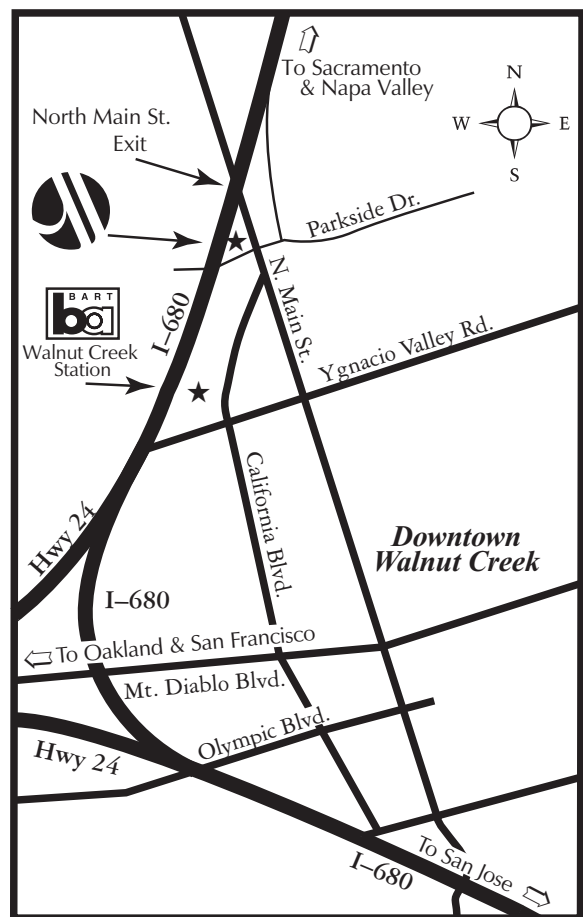 To Sacramento
& Napa Valley
N
W
E
S
North Main St.
Exit
Parkside Dr.
BART
ba
Walnut Creek
Station
I–680
N. Main St.
Ygnacio Valley Rd.
California Blvd.
Hwy 24
Downtown
Walnut Creek
I–680
To Oakland & San Francisco
Mt. Diablo Blvd.
Olympic Blvd.
Hwy 24
To San Jose
I–680